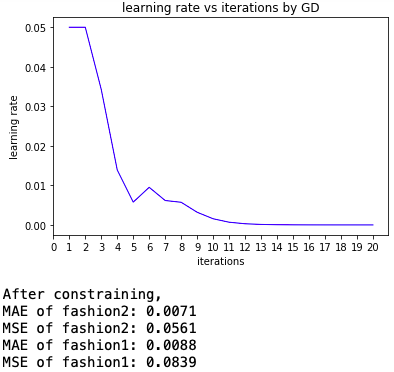 learning rate vs iterations by GD
0.05
0.04
0.03
0.02
0.01
0.00
learning rate
0 1 2 3 4 5 6 7 8 9 10 11 12 13 14 15 16 17 18 19 20
iterations
After constraining,
MAE of fashion2: 0.0071
MSE of fashion2: 0.0561
MAE of fashion1: 0.0088
MSE of fashion1: 0.0839